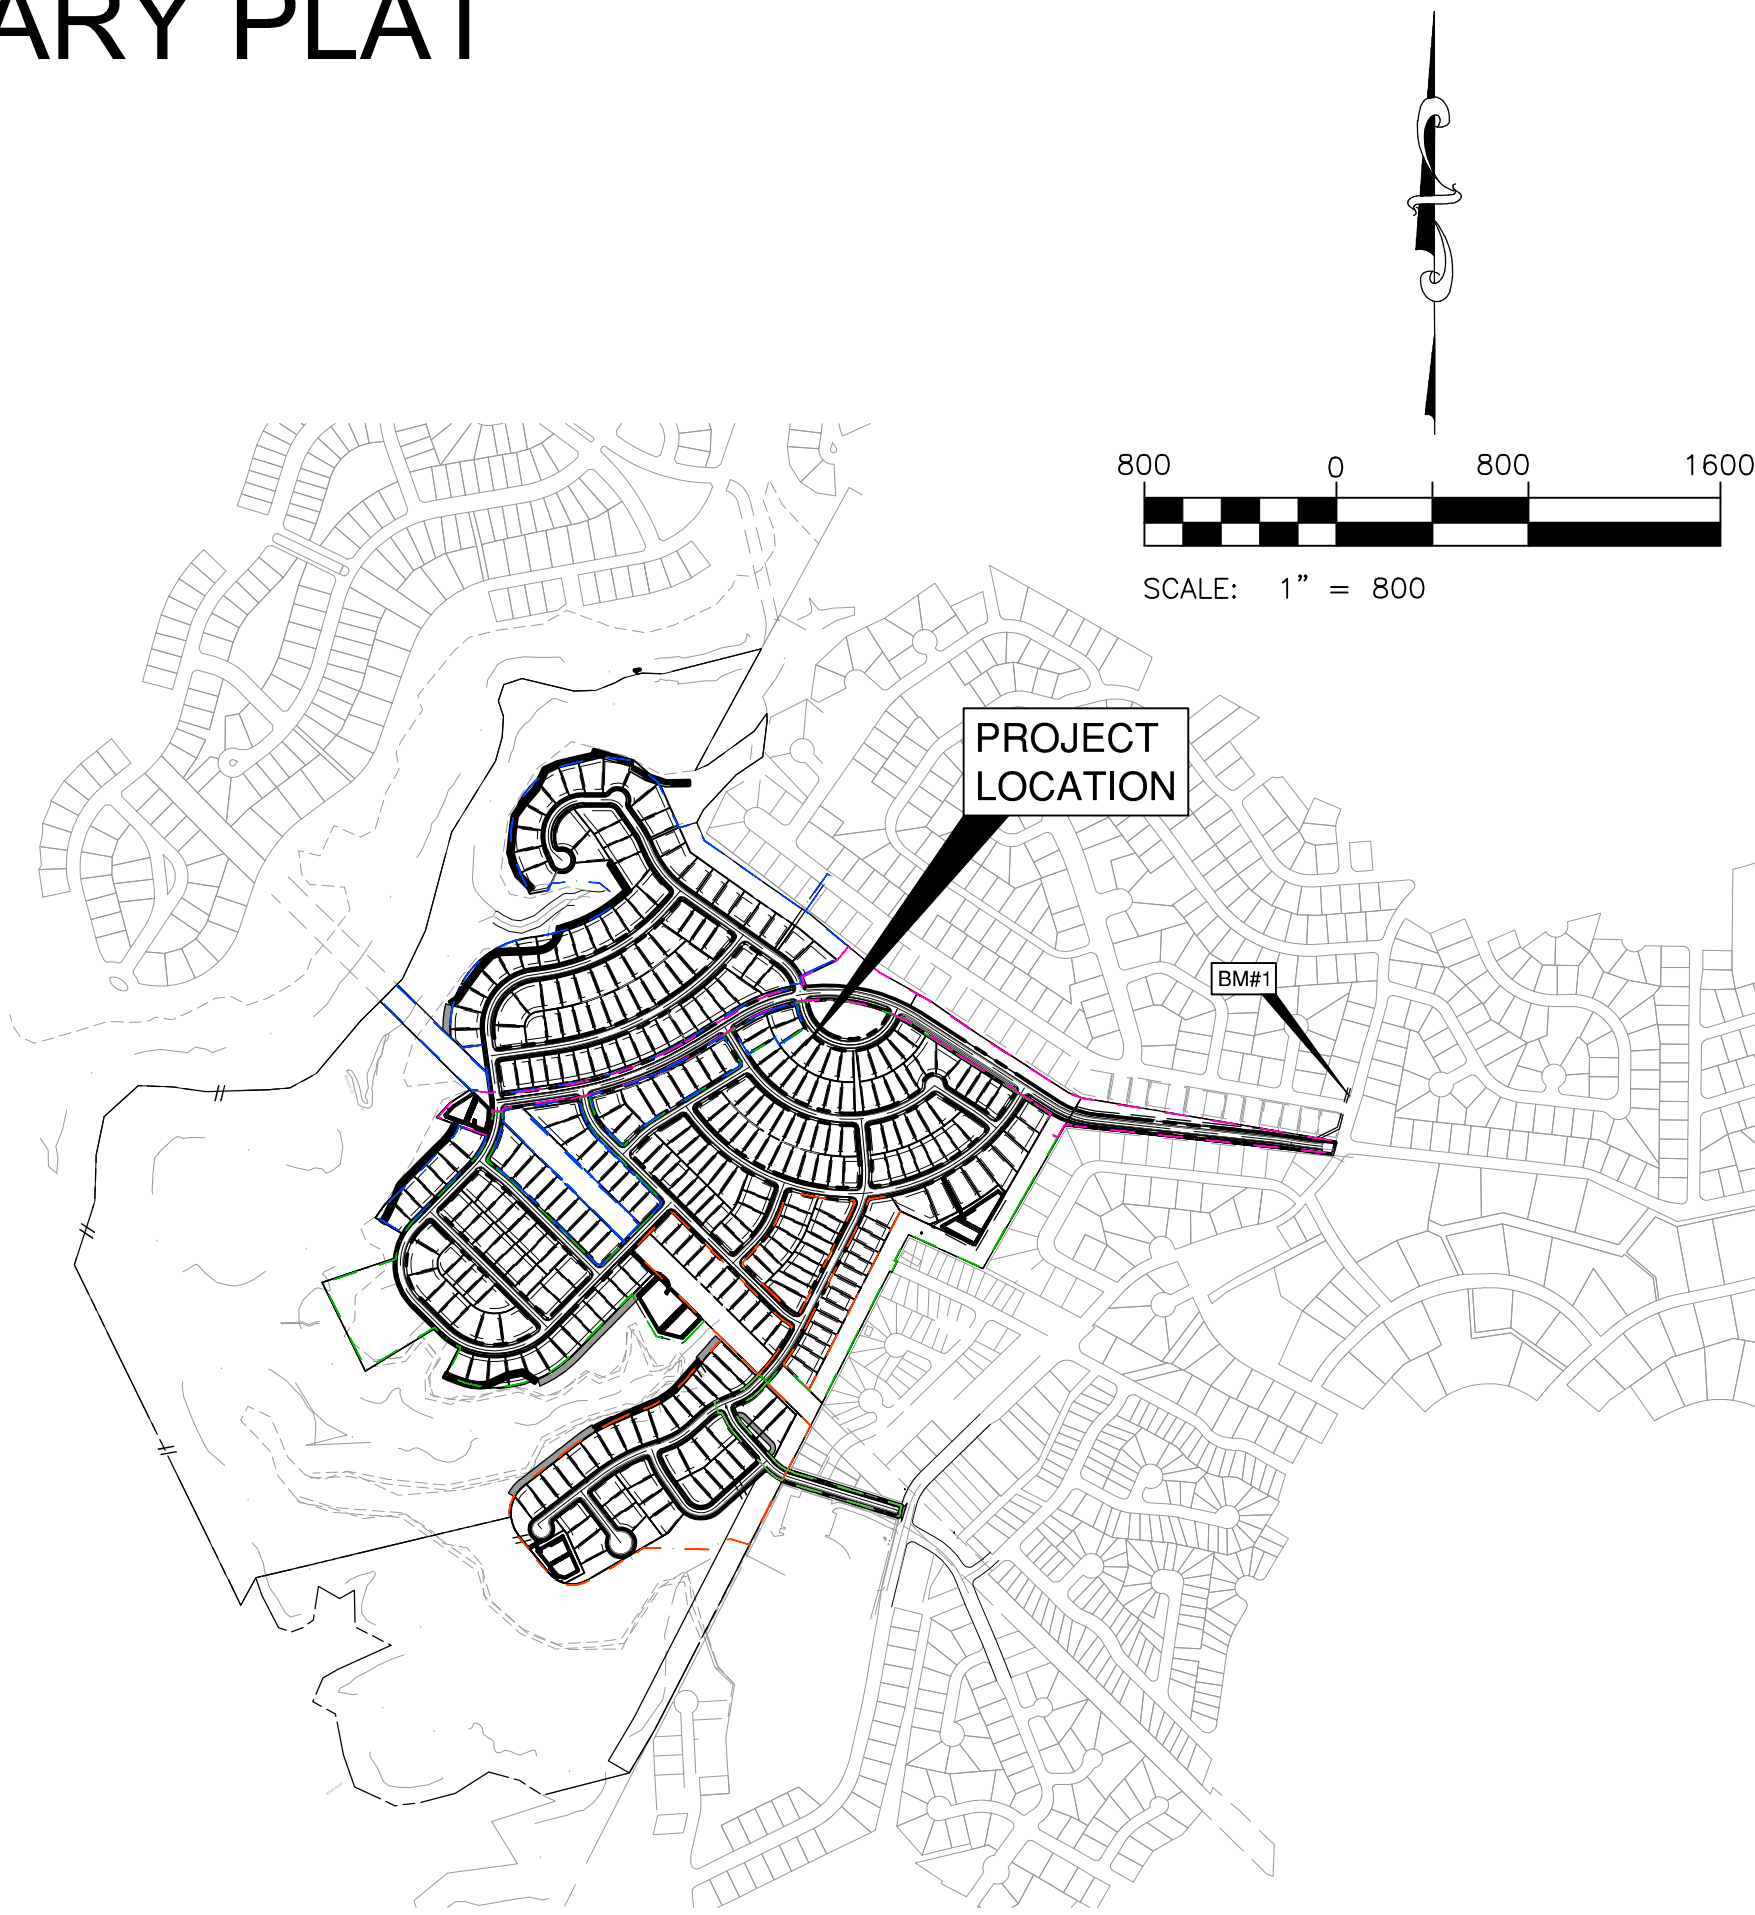 ARY PLAT
800 0 800 1600
SCALE: 1” = 800
PROJECT
LOCATION
BM#1